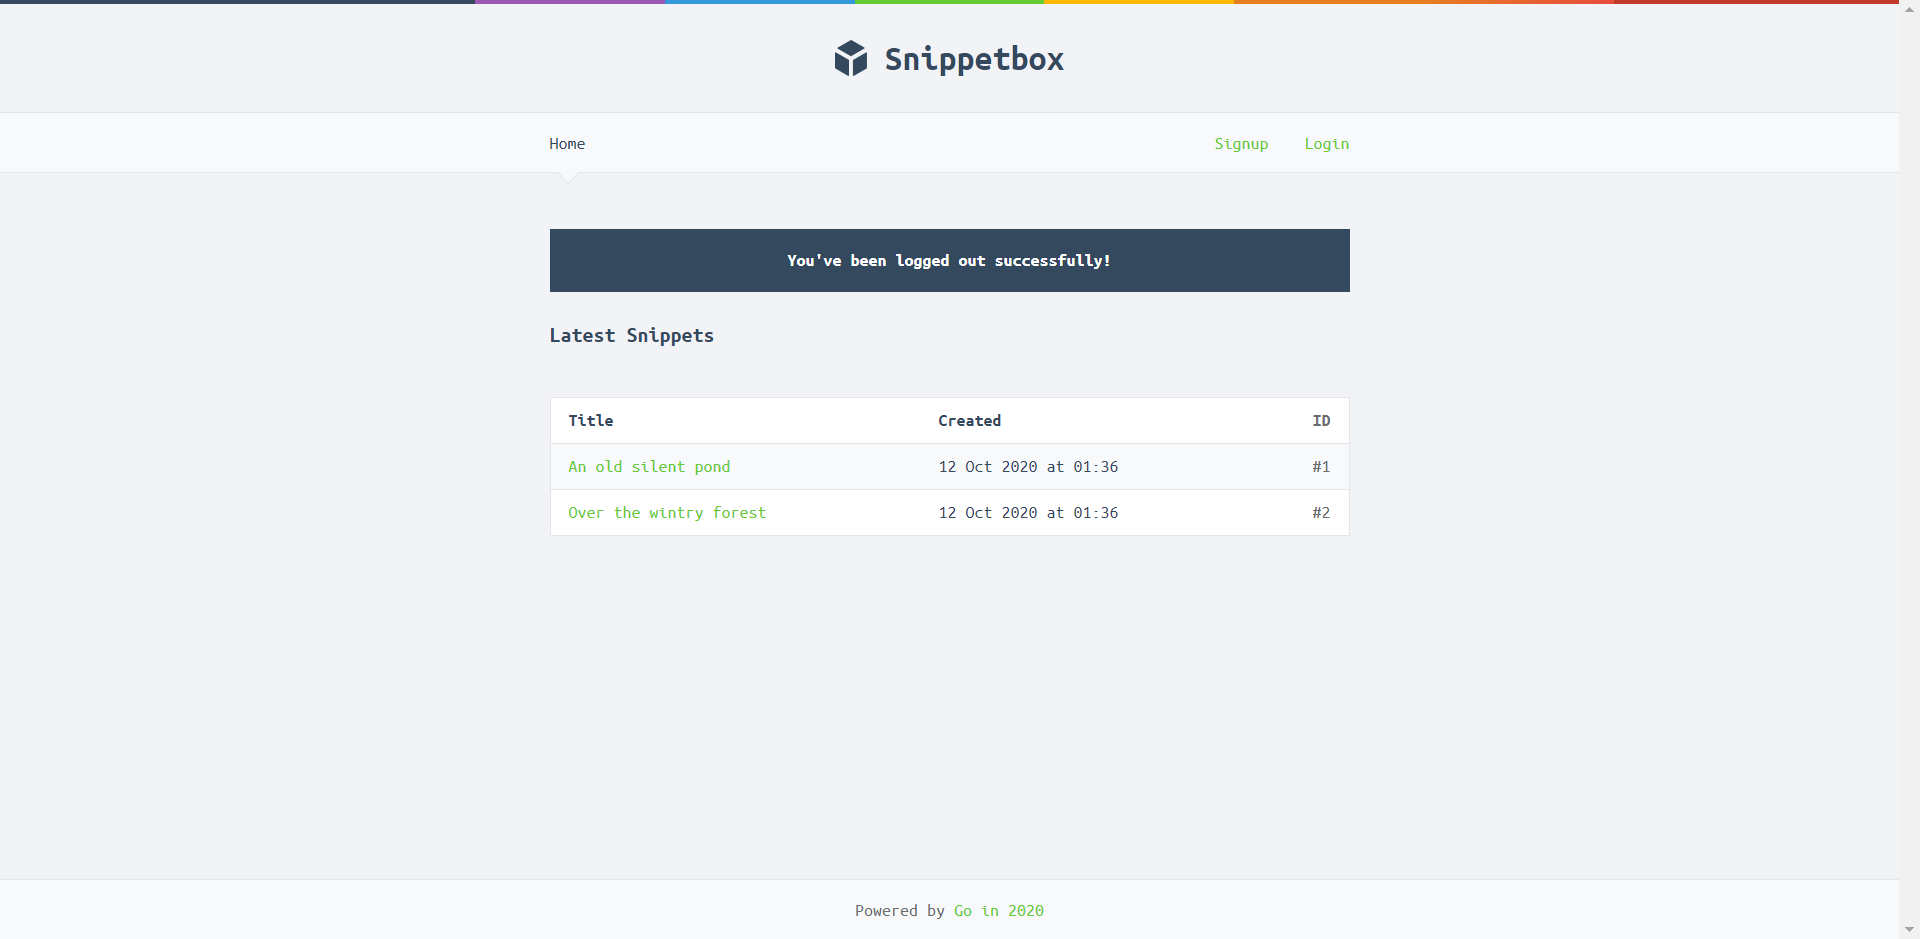 Snippetbox
Home Signup Login
You've been logged out successfully!
Latest Snippets
Title Created ID
An old silent pond 12 Oct 2020 at 01:36 #1
Over the wintry forest 12 Oct 2020 at 01:36 #2
Powered by Go in 2020